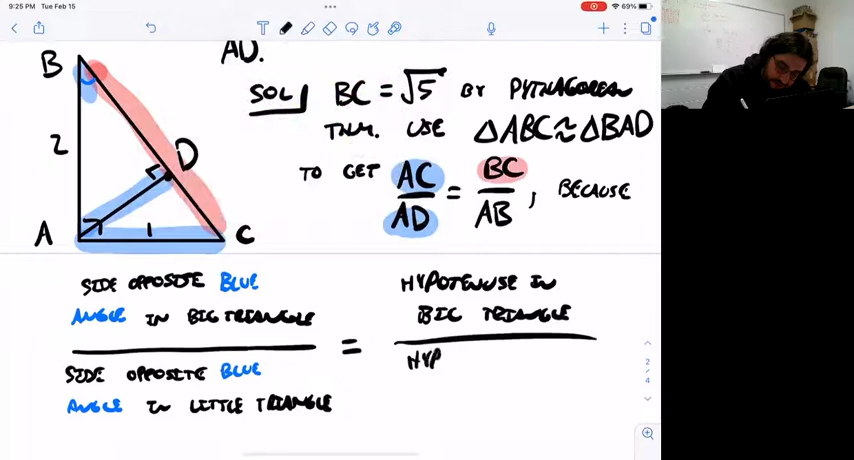 9:25 PM Tue Feb 15
69%
AD.
B
2
D
A
1
C
SOL BC = √5 BY PYTHAGOREAN
THM. USE △ABC ≈ △BAD
TO GET AC/AD = BC/AB, BECAUSE
SIDE OPPOSITE BLUE
ANGLE IN BIG TRIANGLE
SIDE OPPOSITE BLUE
ANGLE IN LITTLE TRIANGLE
=
HYPOTENUSE IN
BIG TRIANGLE
HYP
2
/
4